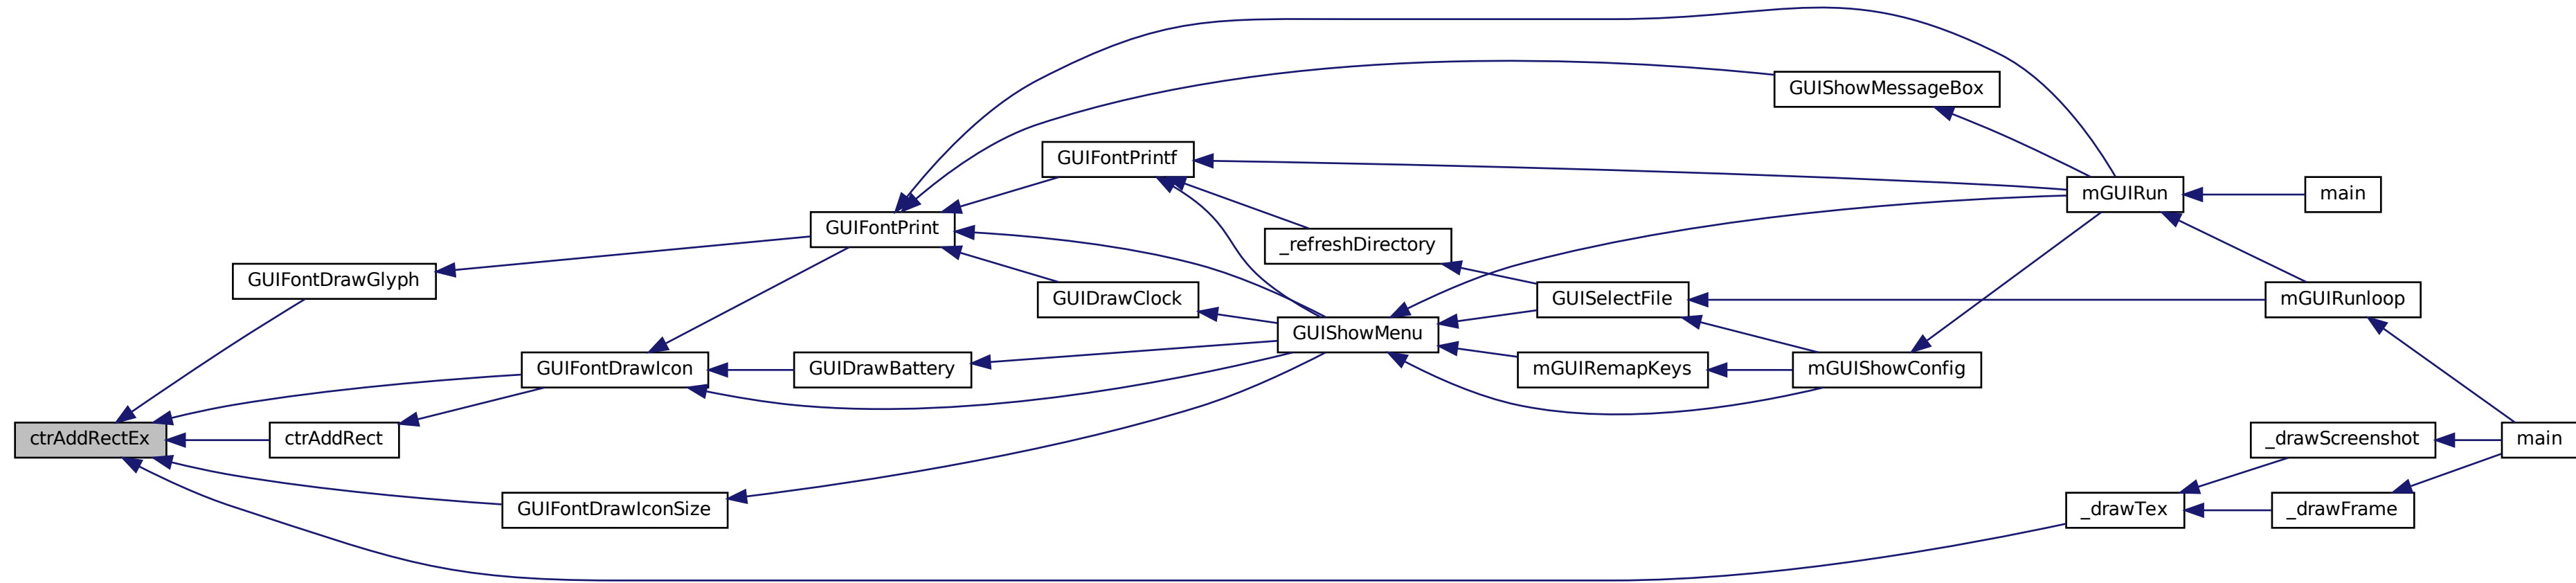 GUIShowMessageBox
GUIFontPrintf
mGUIRun
main
GUIFontPrint
_refreshDirectory
GUIFontDrawGlyph
GUIDrawClock
GUISelectFile
mGUIRunloop
GUIShowMenu
GUIFontDrawIcon
GUIDrawBattery
mGUIRemapKeys
mGUIShowConfig
ctrAddRectEx
ctrAddRect
_drawScreenshot
main
GUIFontDrawIconSize
_drawTex
_drawFrame